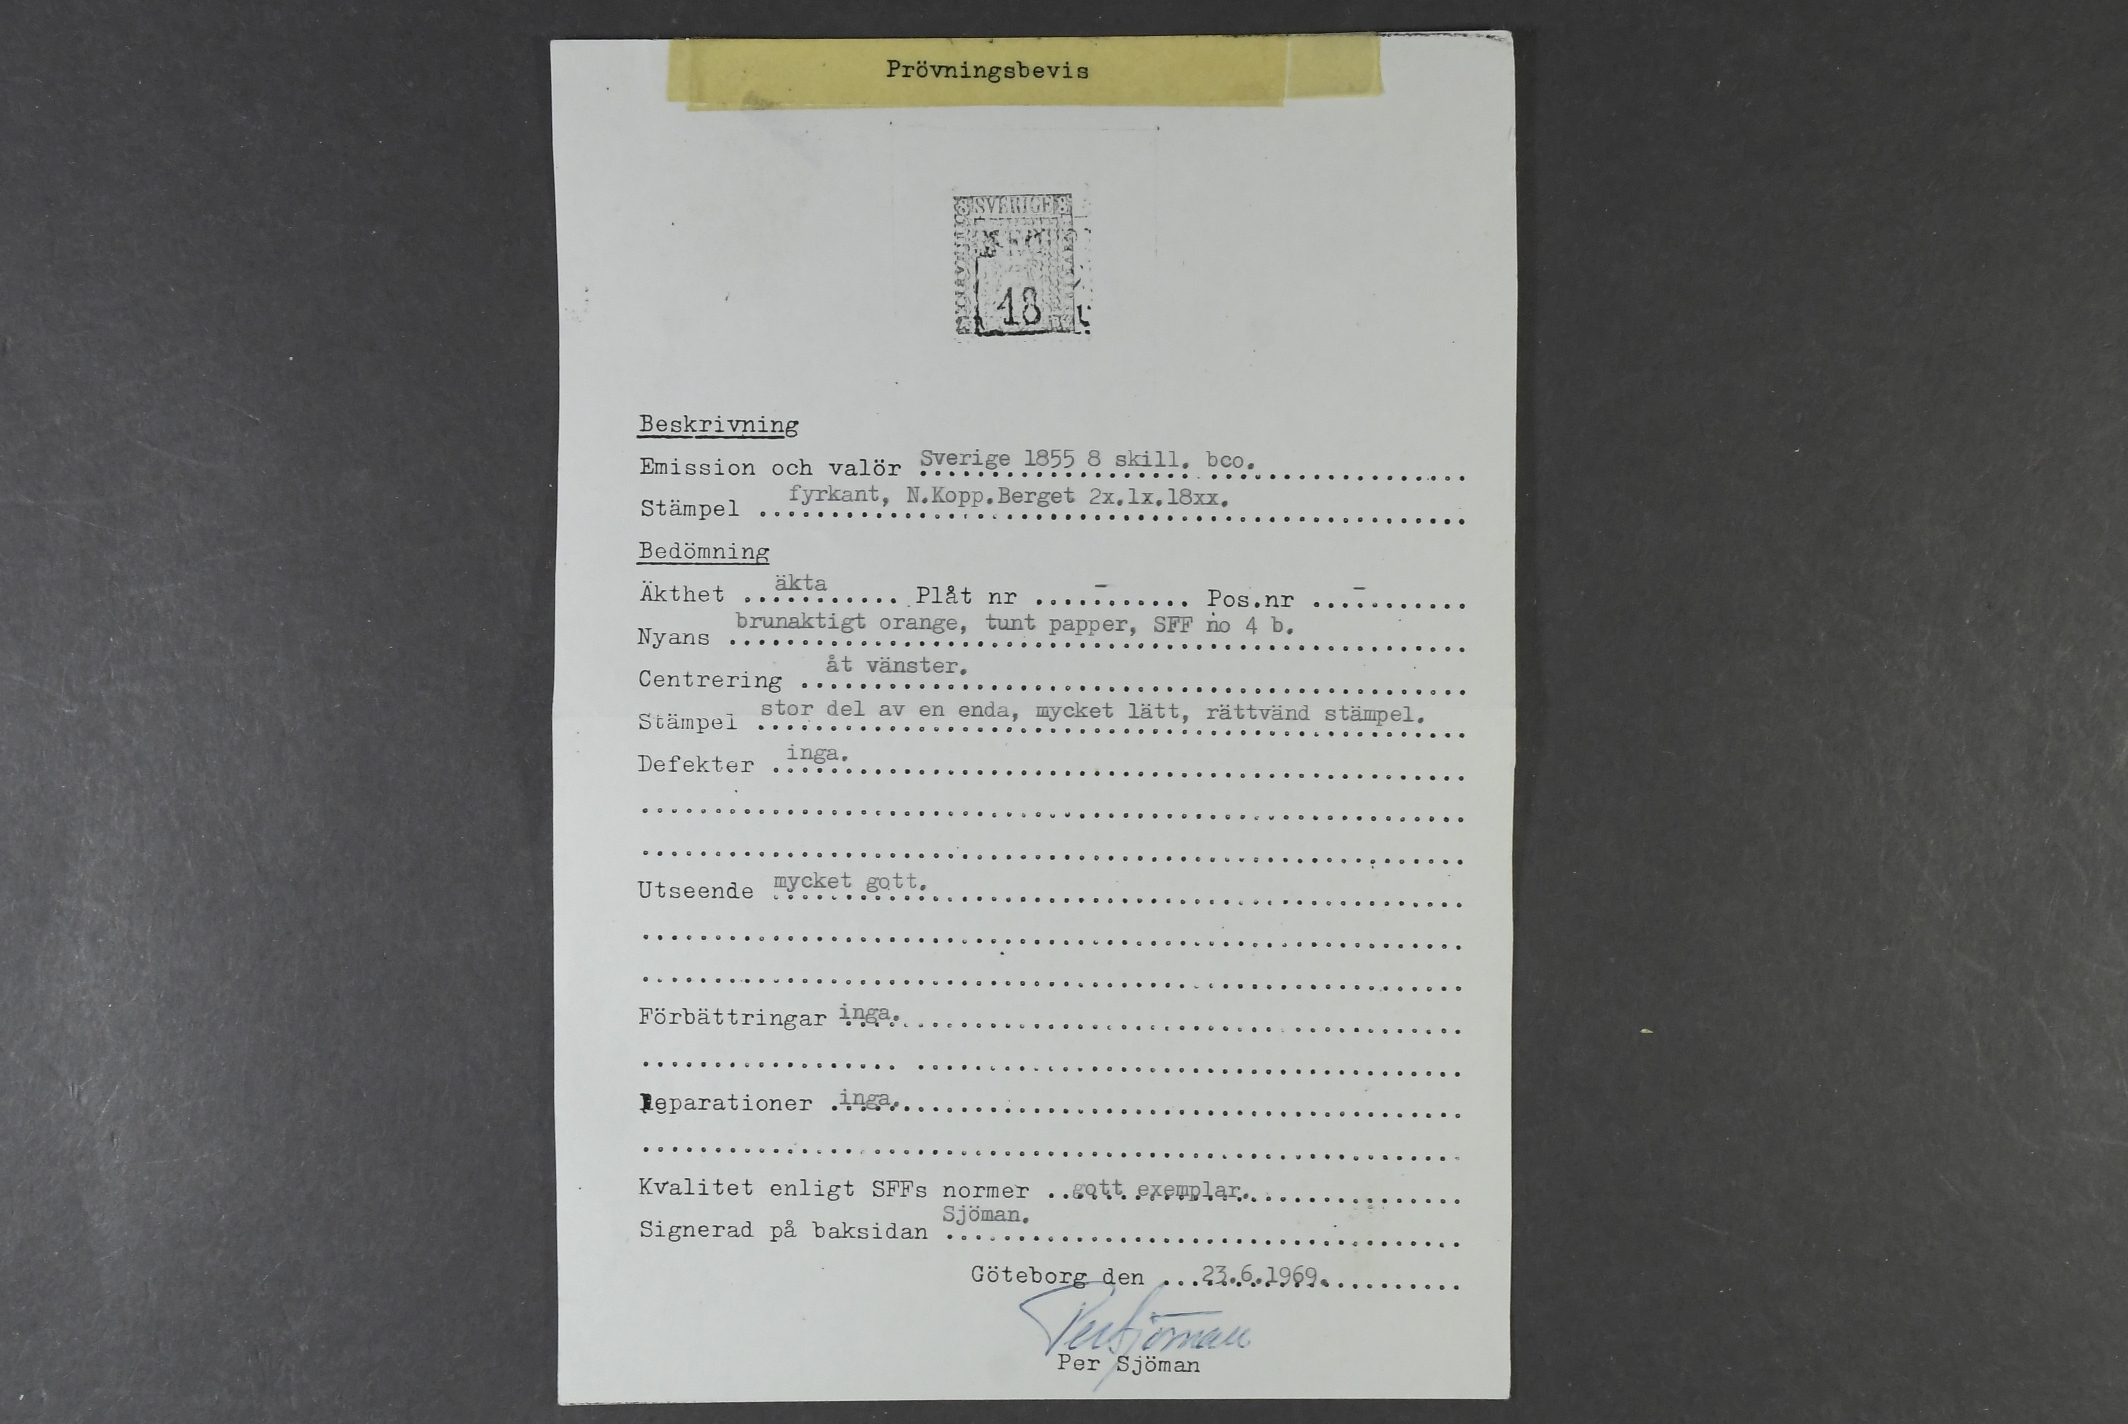 Prövningsbevis
SVERIGE
18
Beskrivning
Emission och valör Sverige 1855 8 skill. bco.
Stämpel fyrkant, N.Kopp.Berget 2x.1x.18xx.
Bedömning
Äkthet äkta Plåt nr - Pos.nr -
Nyans brunaktigt orange, tunt papper, SFF no 4 b.
Centrering åt vänster.
Stämpel stor del av en enda, mycket lätt, rättvänd stämpel.
Defekter inga.
Utseende mycket gott.
Förbättringar inga.
Reparationer inga.
Kvalitet enligt SFFs normer gott exemplar.
Signerad på baksidan Sjöman.
Göteborg den 23.6.1969.
Per Sjöman
Per Sjöman